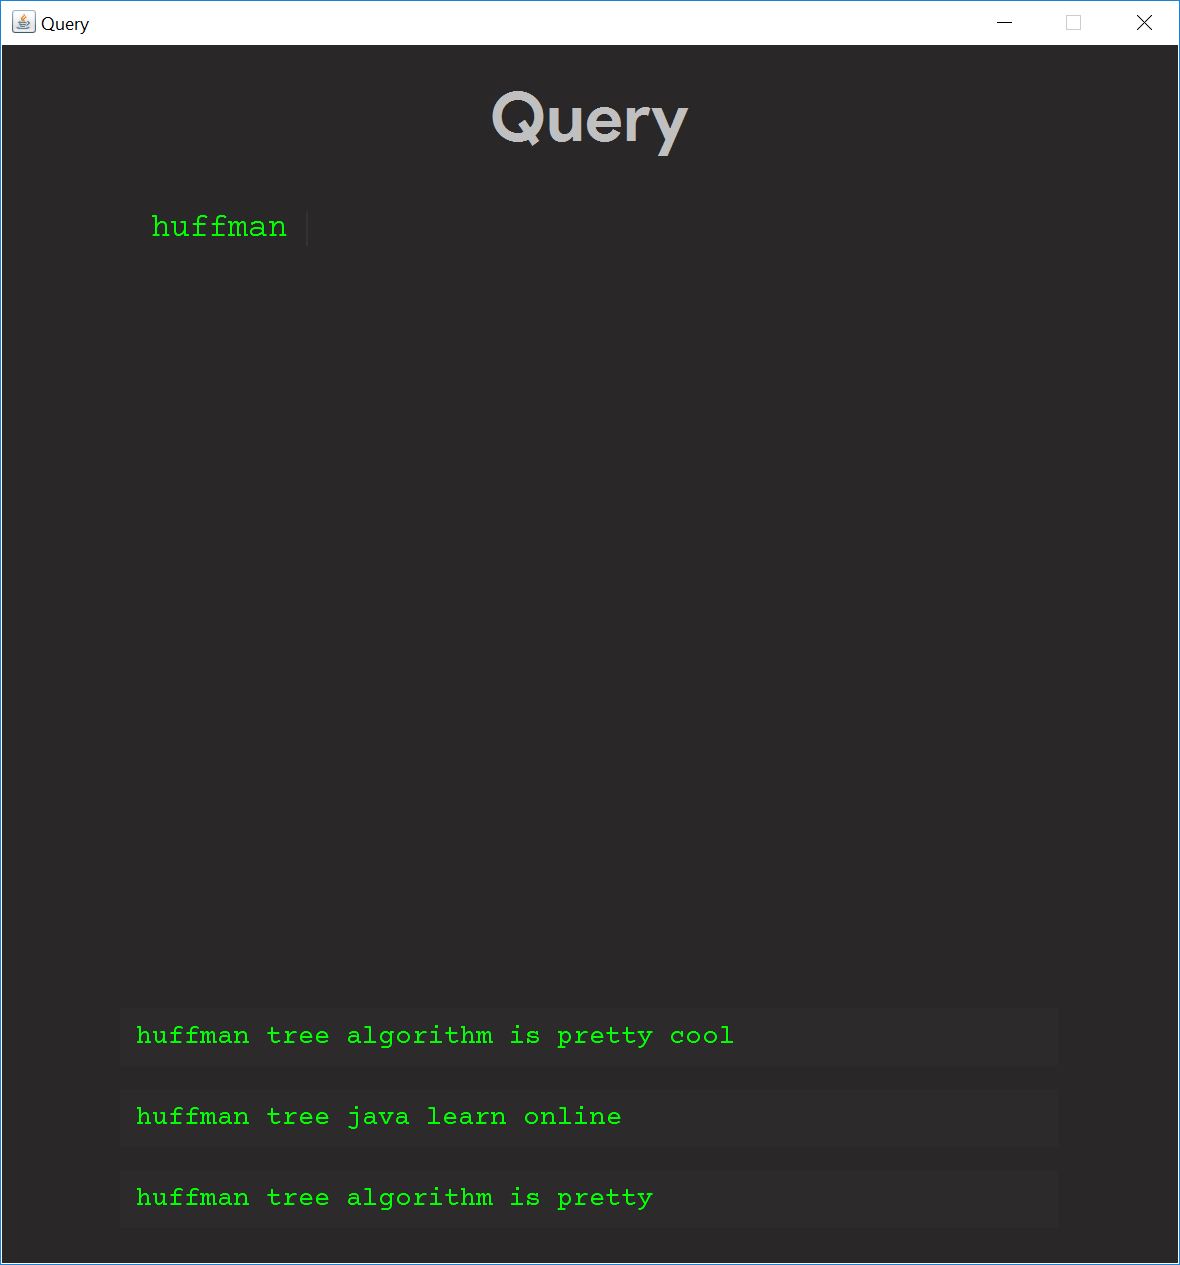 Query
Query
huffman
huffman tree algorithm is pretty cool
huffman tree java learn online
huffman tree algorithm is pretty